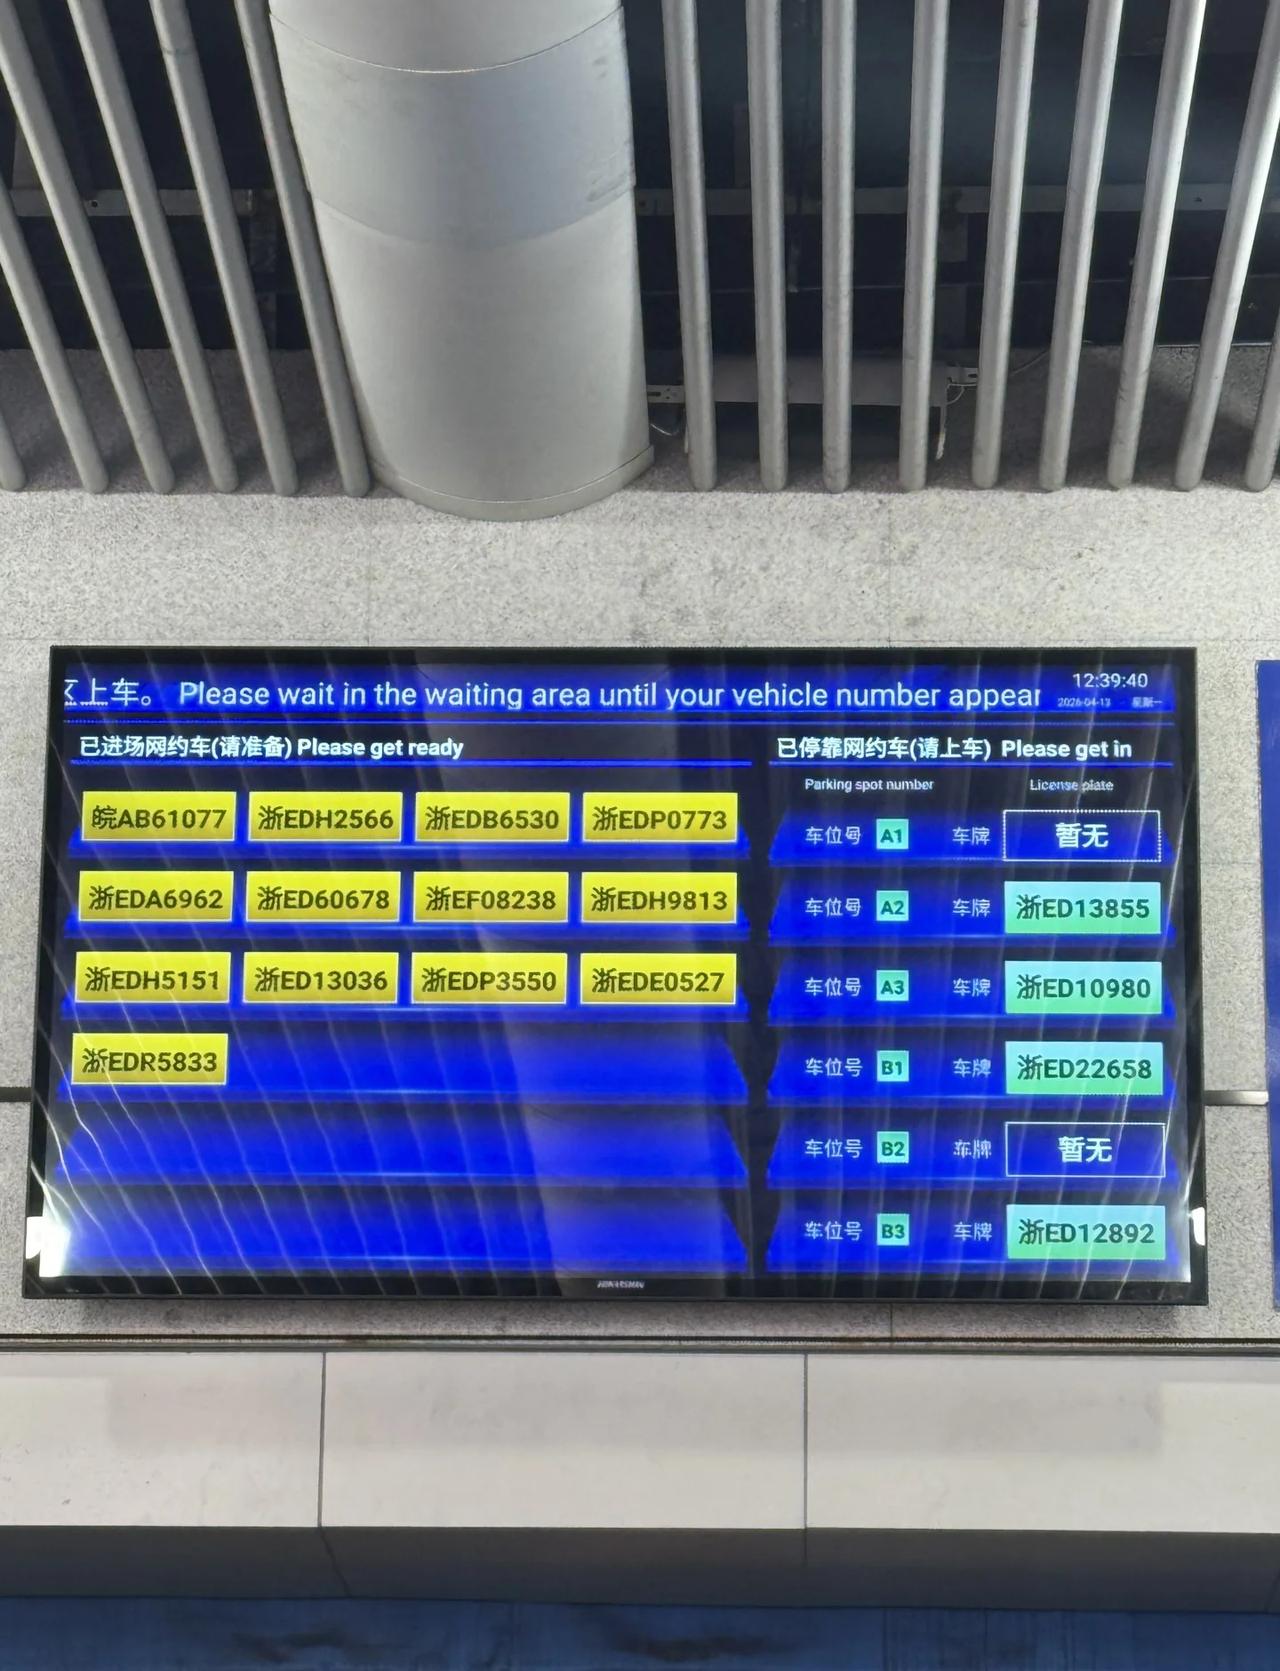 上车。 Please wait in the waiting area until your vehicle number appear
12:39:40
2026-04-13 星期一
已进场网约车(请准备) Please get ready
已停靠网约车(请上车) Please get in
Parking spot number License plate
皖AB61077 浙EDH2566 浙EDB6530 浙EDP0773
浙EDA6962 浙ED60678 浙EF08238 浙EDH9813
浙EDH5151 浙ED13036 浙EDP3550 浙EDE0527
浙EDR5833
车位号 A1 车牌 暂无
车位号 A2 车牌 浙ED13855
车位号 A3 车牌 浙ED10980
车位号 B1 车牌 浙ED22658
车位号 B2 车牌 暂无
车位号 B3 车牌 浙ED12892